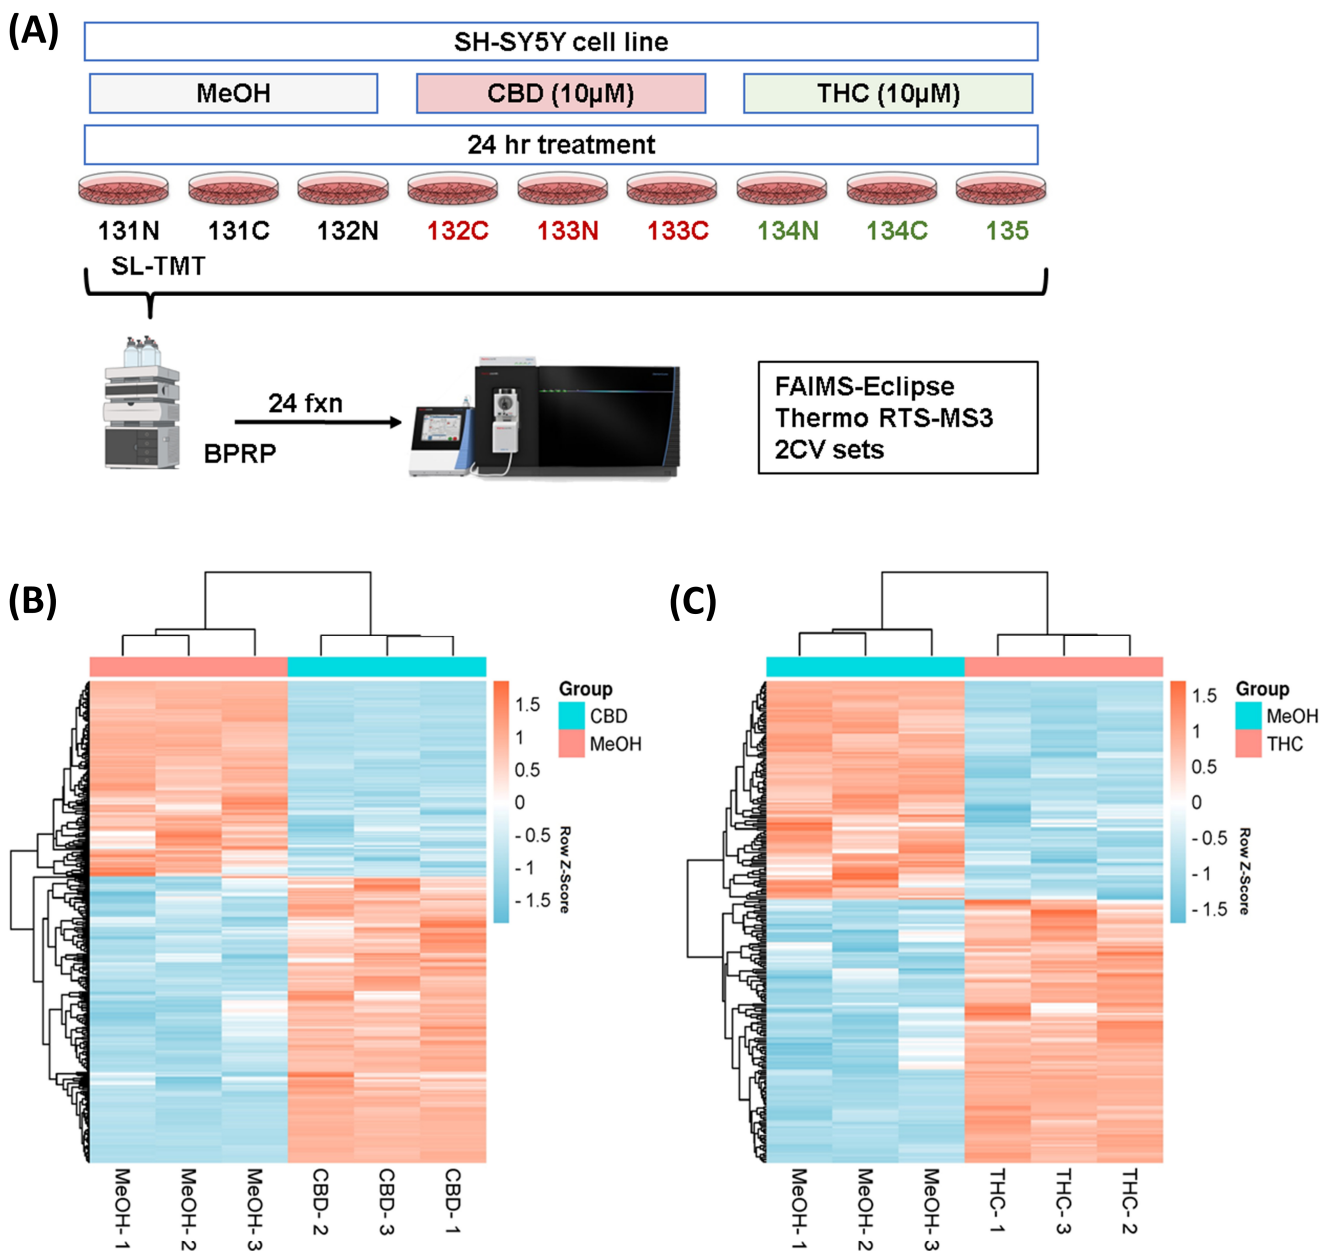 (A)
SH-SY5Y cell line
MeOH
CBD (10µM)
THC (10µM)
24 hr treatment
131N 131C 132N 132C 133N 133C 134N 134C 135
SL-TMT
24 fxn
BPRP
FAIMS-Eclipse
Thermo RTS-MS3
2CV sets
(B)
1.5
1
0.5
0
- 0.5
- 1
- 1.5
Row Z-Score
Group
CBD
MeOH
MeOH- 1
MeOH- 2
MeOH- 3
CBD- 2
CBD- 3
CBD- 1
(C)
1.5
1
0.5
0
- 0.5
- 1
- 1.5
Row Z-Score
Group
MeOH
THC
MeOH- 1
MeOH- 2
MeOH- 3
THC- 1
THC- 3
THC- 2